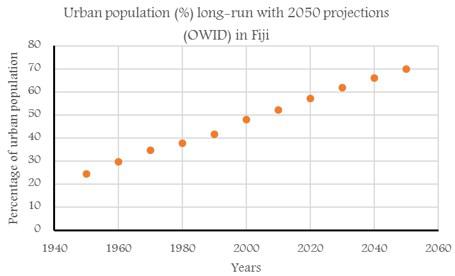 Urban population (%) long-run with 2050 projections
(OWID) in Fiji
Percentage of urban population
80
70
60
50
40
30
20
10
0
1940 1960 1980 2000 2020 2040 2060
Years